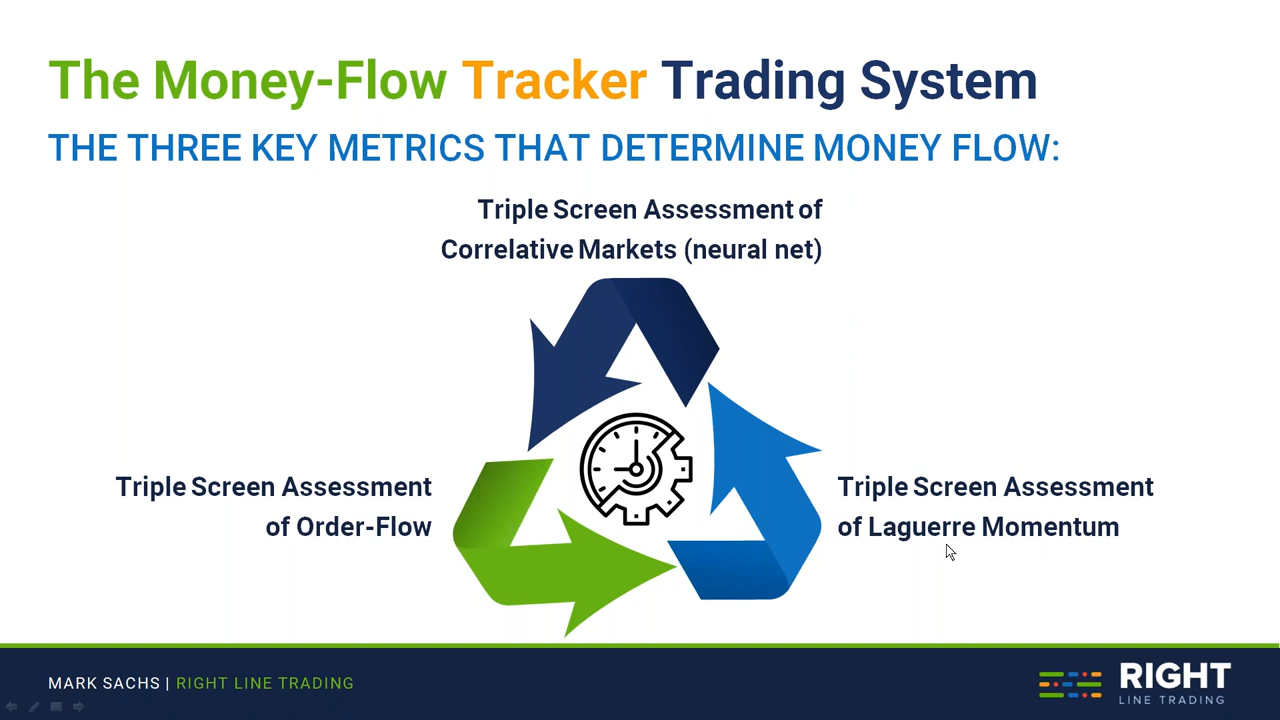 The Money-Flow Tracker Trading System
THE THREE KEY METRICS THAT DETERMINE MONEY FLOW:
Triple Screen Assessment of
Correlative Markets (neural net)
Triple Screen Assessment
of Order-Flow
Triple Screen Assessment
of Laguerre Momentum
MARK SACHS | RIGHT LINE TRADING
RIGHT
LINE TRADING